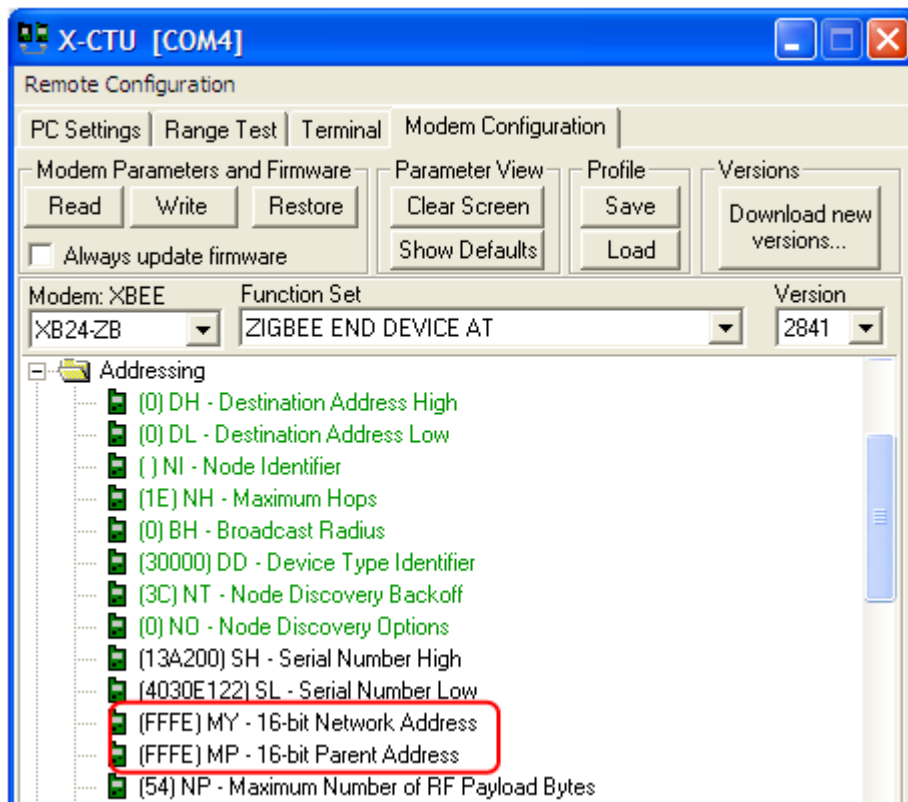 X-CTU [COM4]
Remote Configuration
PC Settings Range Test Terminal Modem Configuration
Modem Parameters and Firmware Parameter View Profile Versions
Read Write Restore Clear Screen Save Download new versions...
Always update firmware Show Defaults Load
Modem: XBEE Function Set Version
XB24-ZB ZIGBEE END DEVICE AT 2841
Addressing
(0) DH - Destination Address High
(0) DL - Destination Address Low
( ) NI - Node Identifier
(1E) NH - Maximum Hops
(0) BH - Broadcast Radius
(30000) DD - Device Type Identifier
(3C) NT - Node Discovery Backoff
(0) NO - Node Discovery Options
(13A200) SH - Serial Number High
(4030E122) SL - Serial Number Low
(FFFE) MY - 16-bit Network Address
(FFFE) MP - 16-bit Parent Address
(54) NP - Maximum Number of RF Payload Bytes